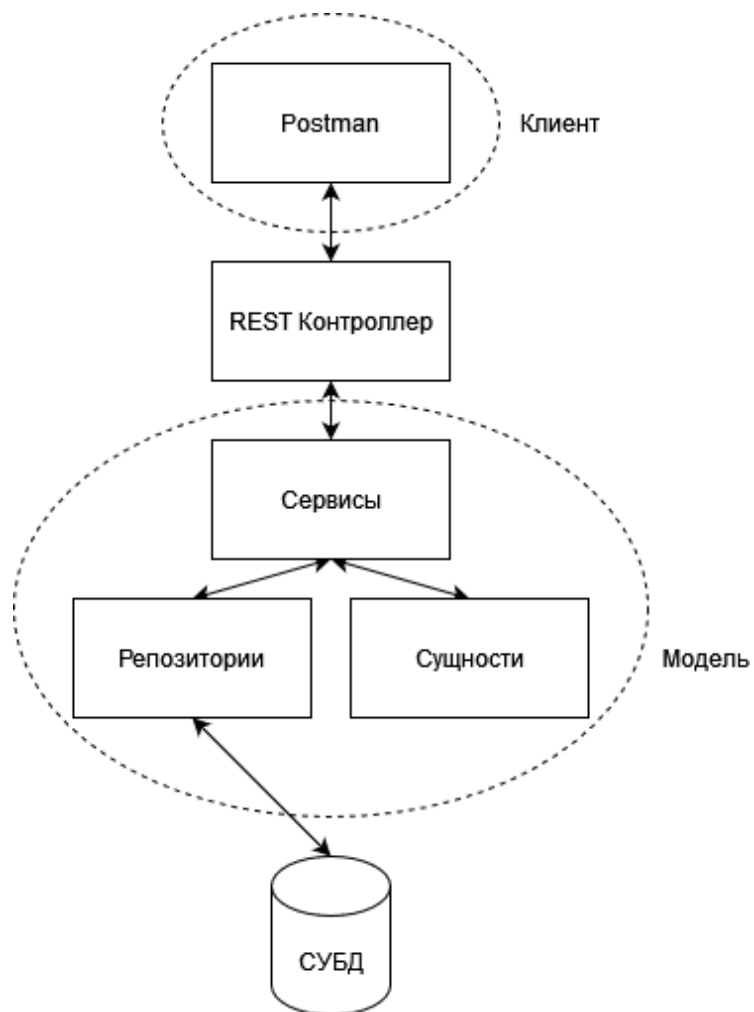 Postman
Клиент
REST Контроллер
Сервисы
Репозитории
Сущности
Модель
СУБД